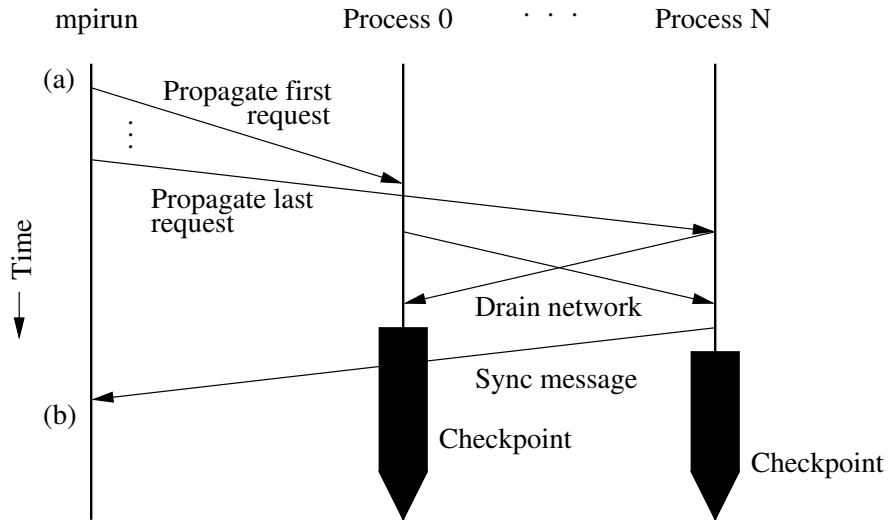 mpirun
Process 0
. . .
Process N
(a)
Propagate first
request
Propagate last
request
Time
Drain network
Sync message
(b)
Checkpoint
Checkpoint